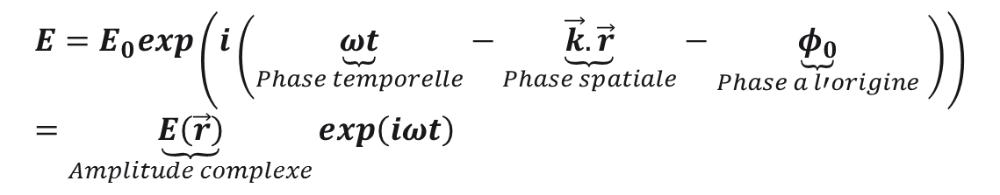 E = E₀exp(i(ωt − k⃗.r⃗ − ϕ₀))
Phase temporelle Phase spatiale Phase a l′origine
= E(r⃗) exp(iωt)
Amplitude complexe